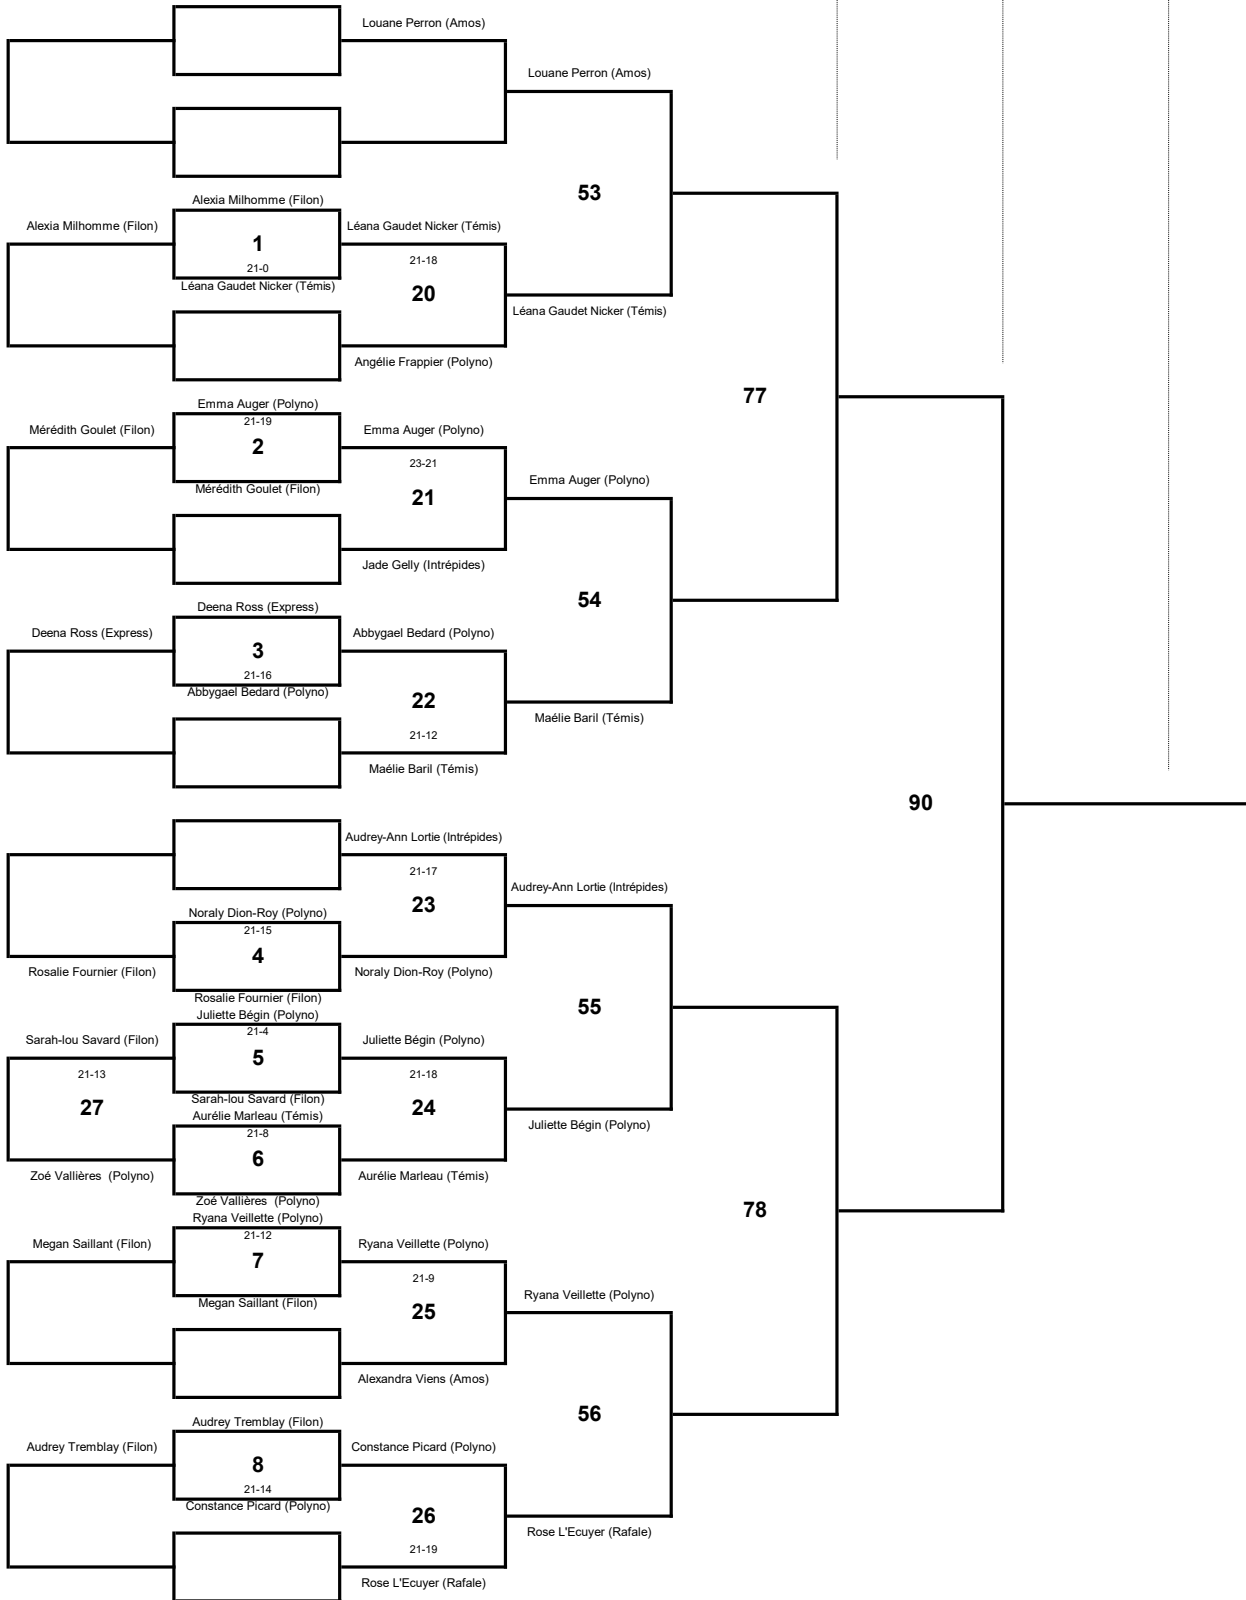 Louane Perron (Amos)
Louane Perron (Amos)
53
Alexia Milhomme (Filon)
Alexia Milhomme (Filon)
Léana Gaudet Nicker (Témis)
1
21-18
21-0
Léana Gaudet Nicker (Témis)
20
Léana Gaudet Nicker (Témis)
Angélie Frappier (Polyno)
77
Emma Auger (Polyno)
21-19
Mérédith Goulet (Filon)
Emma Auger (Polyno)
2
23-21
Emma Auger (Polyno)
Mérédith Goulet (Filon)
21
Jade Gelly (Intrépides)
54
Deena Ross (Express)
Deena Ross (Express)
Abbygael Bedard (Polyno)
3
21-16
Abbygael Bedard (Polyno)
22
Maélie Baril (Témis)
21-12
Maélie Baril (Témis)
90
Audrey-Ann Lortie (Intrépides)
21-17
Audrey-Ann Lortie (Intrépides)
23
Noraly Dion-Roy (Polyno)
21-15
4
Rosalie Fournier (Filon)
Noraly Dion-Roy (Polyno)
Rosalie Fournier (Filon)
55
Juliette Bégin (Polyno)
21-4
Sarah-lou Savard (Filon)
Juliette Bégin (Polyno)
5
21-13
21-18
Sarah-lou Savard (Filon)
27
24
Aurélie Marleau (Témis)
Juliette Bégin (Polyno)
21-8
6
Zoé Vallières  (Polyno)
Aurélie Marleau (Témis)
Zoé Vallières  (Polyno)
78
Ryana Veillette (Polyno)
21-12
Megan Saillant (Filon)
Ryana Veillette (Polyno)
7
21-9
Ryana Veillette (Polyno)
Megan Saillant (Filon)
25
Alexandra Viens (Amos)
56
Audrey Tremblay (Filon)
Audrey Tremblay (Filon)
Constance Picard (Polyno)
8
21-14
Constance Picard (Polyno)
26
Rose L'Ecuyer (Rafale)
21-19
Rose L'Ecuyer (Rafale)